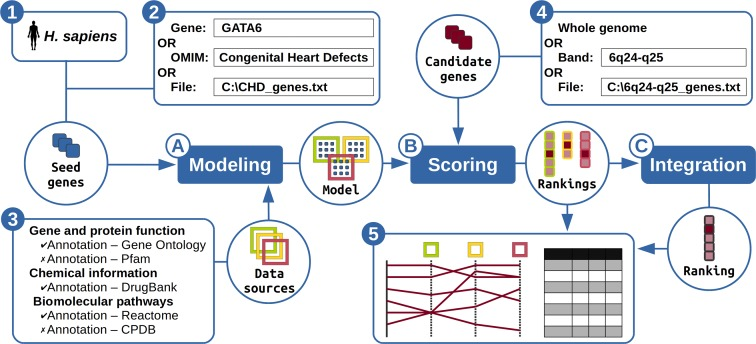 1
H. sapiens
2
Gene: GATA6
OR
OMIM: Congenital Heart Defects
OR
File: C:\CHD_genes.txt
Candidate
genes
4
Whole genome
OR
Band: 6q24-q25
OR
File: C:\6q24-q25_genes.txt
Seed
genes
A
Modeling
Model
B
Scoring
Rankings
C
Integration
3
Gene and protein function
✔Annotation – Gene Ontology
✗Annotation – Pfam
Chemical information
✔Annotation – DrugBank
Biomolecular pathways
✔Annotation – Reactome
✗Annotation – CPDB
Data
sources
5
Ranking